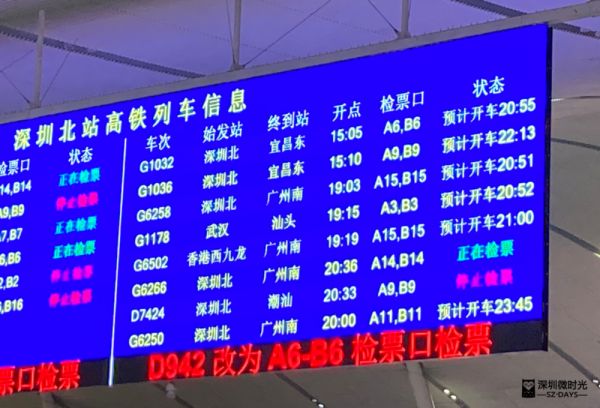 深圳北站高铁列车信息
检票口 状态
14,B14 正在检票
A9,B9 停止检票
A7,B7 正在检票
6,B6 正在检票
2,B2 停止检票
6,B16 停止检票
车次 始发站 终到站 开点 检票口 状态
G1032 深圳北 宜昌东 15:05 A6,B6 预计开车20:55
G1036 深圳北 宜昌东 15:10 A9,B9 预计开车22:13
G6258 深圳北 广州南 19:03 A15,B15 预计开车20:51
G1178 武汉 汕头 19:15 A3,B3 预计开车20:52
G6502 香港西九龙 广州南 19:19 A15,B15 预计开车21:00
G6266 深圳北 广州南 20:36 A14,B14 正在检票
D7424 深圳北 潮汕 20:33 A9,B9 停止检票
G6250 深圳北 广州南 20:00 A11,B11 预计开车23:45
票口检票 D942 改为 A6-B6 检票口检票
深圳微时光
SZ-DAYS